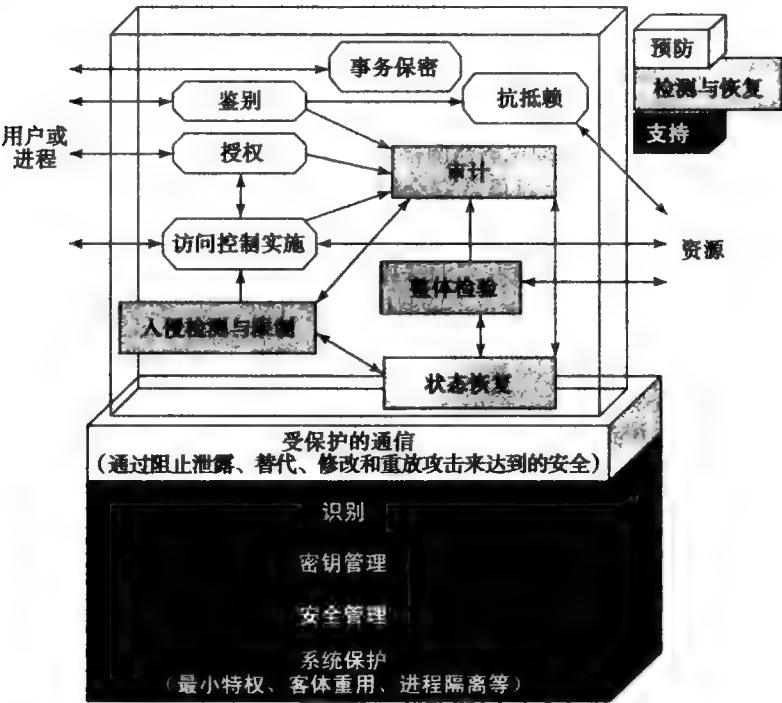 事务保密
预防
鉴别
抗抵赖
检测与恢复
支持
用户或
进程
授权
审计
访问控制实施
资源
整体检验
入侵检测与
状态恢复
受保护的通信
（通过阻止泄露、替代、修改和重放攻击来达到的安全）
识别
密钥管理
安全管理
系统保护
（最小特权、客体重用、进程隔离等）